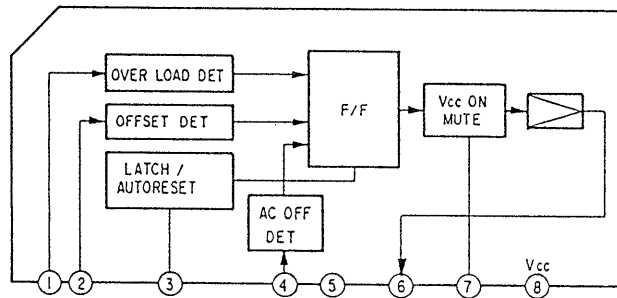 OVER LOAD DET
OFFSET DET
LATCH /
AUTORESET
AC OFF
DET
F/F
Vcc ON
MUTE
Vcc
1 2 3 4 5 6 7 8